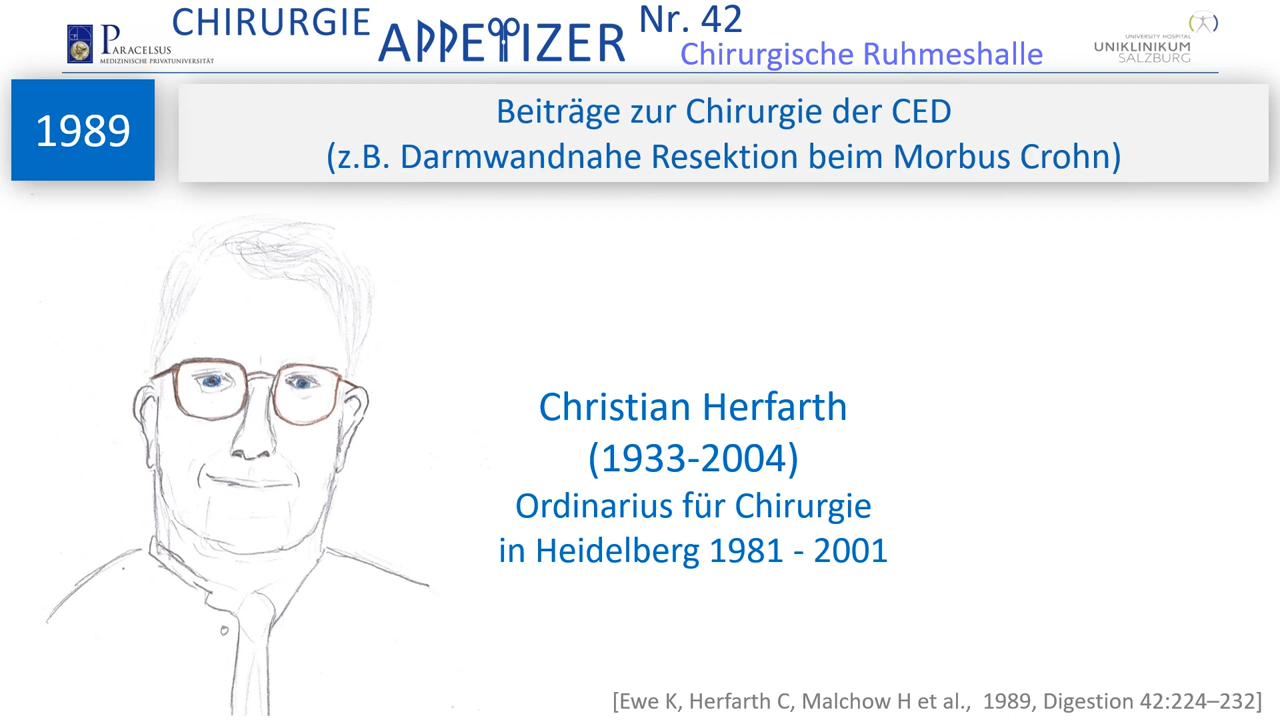 PARACELSUS
MEDIZINISCHE PRIVATUNIVERSITÄT
CHIRURGIE
APPETIZER
Nr. 42
Chirurgische Ruhmeshalle
UNIVERSITY HOSPITAL
UNIKLINIKUM
SALZBURG
1989
Beiträge zur Chirurgie der CED
(z.B. Darmwandnahe Resektion beim Morbus Crohn)
Christian Herfarth
(1933-2004)
Ordinarius für Chirurgie
in Heidelberg 1981 - 2001
[Ewe K, Herfarth C, Malchow H et al., 1989, Digestion 42:224–232]